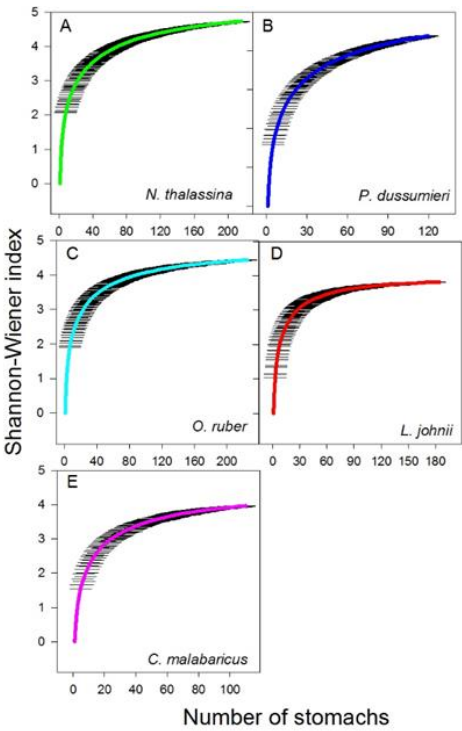 A
5
4
3
2
1
0
0 40 80 120 160 200
N. thalassina
B
0 30 60 90 120
P. dussumieri
Shannon-Wiener index
C
5
4
3
2
1
0
0 40 80 120 160 200
O. ruber
D
0 30 60 90 120 150 180
L. johnii
E
4
3
2
1
0
0 20 40 60 80 100
C. malabaricus
Number of stomachs